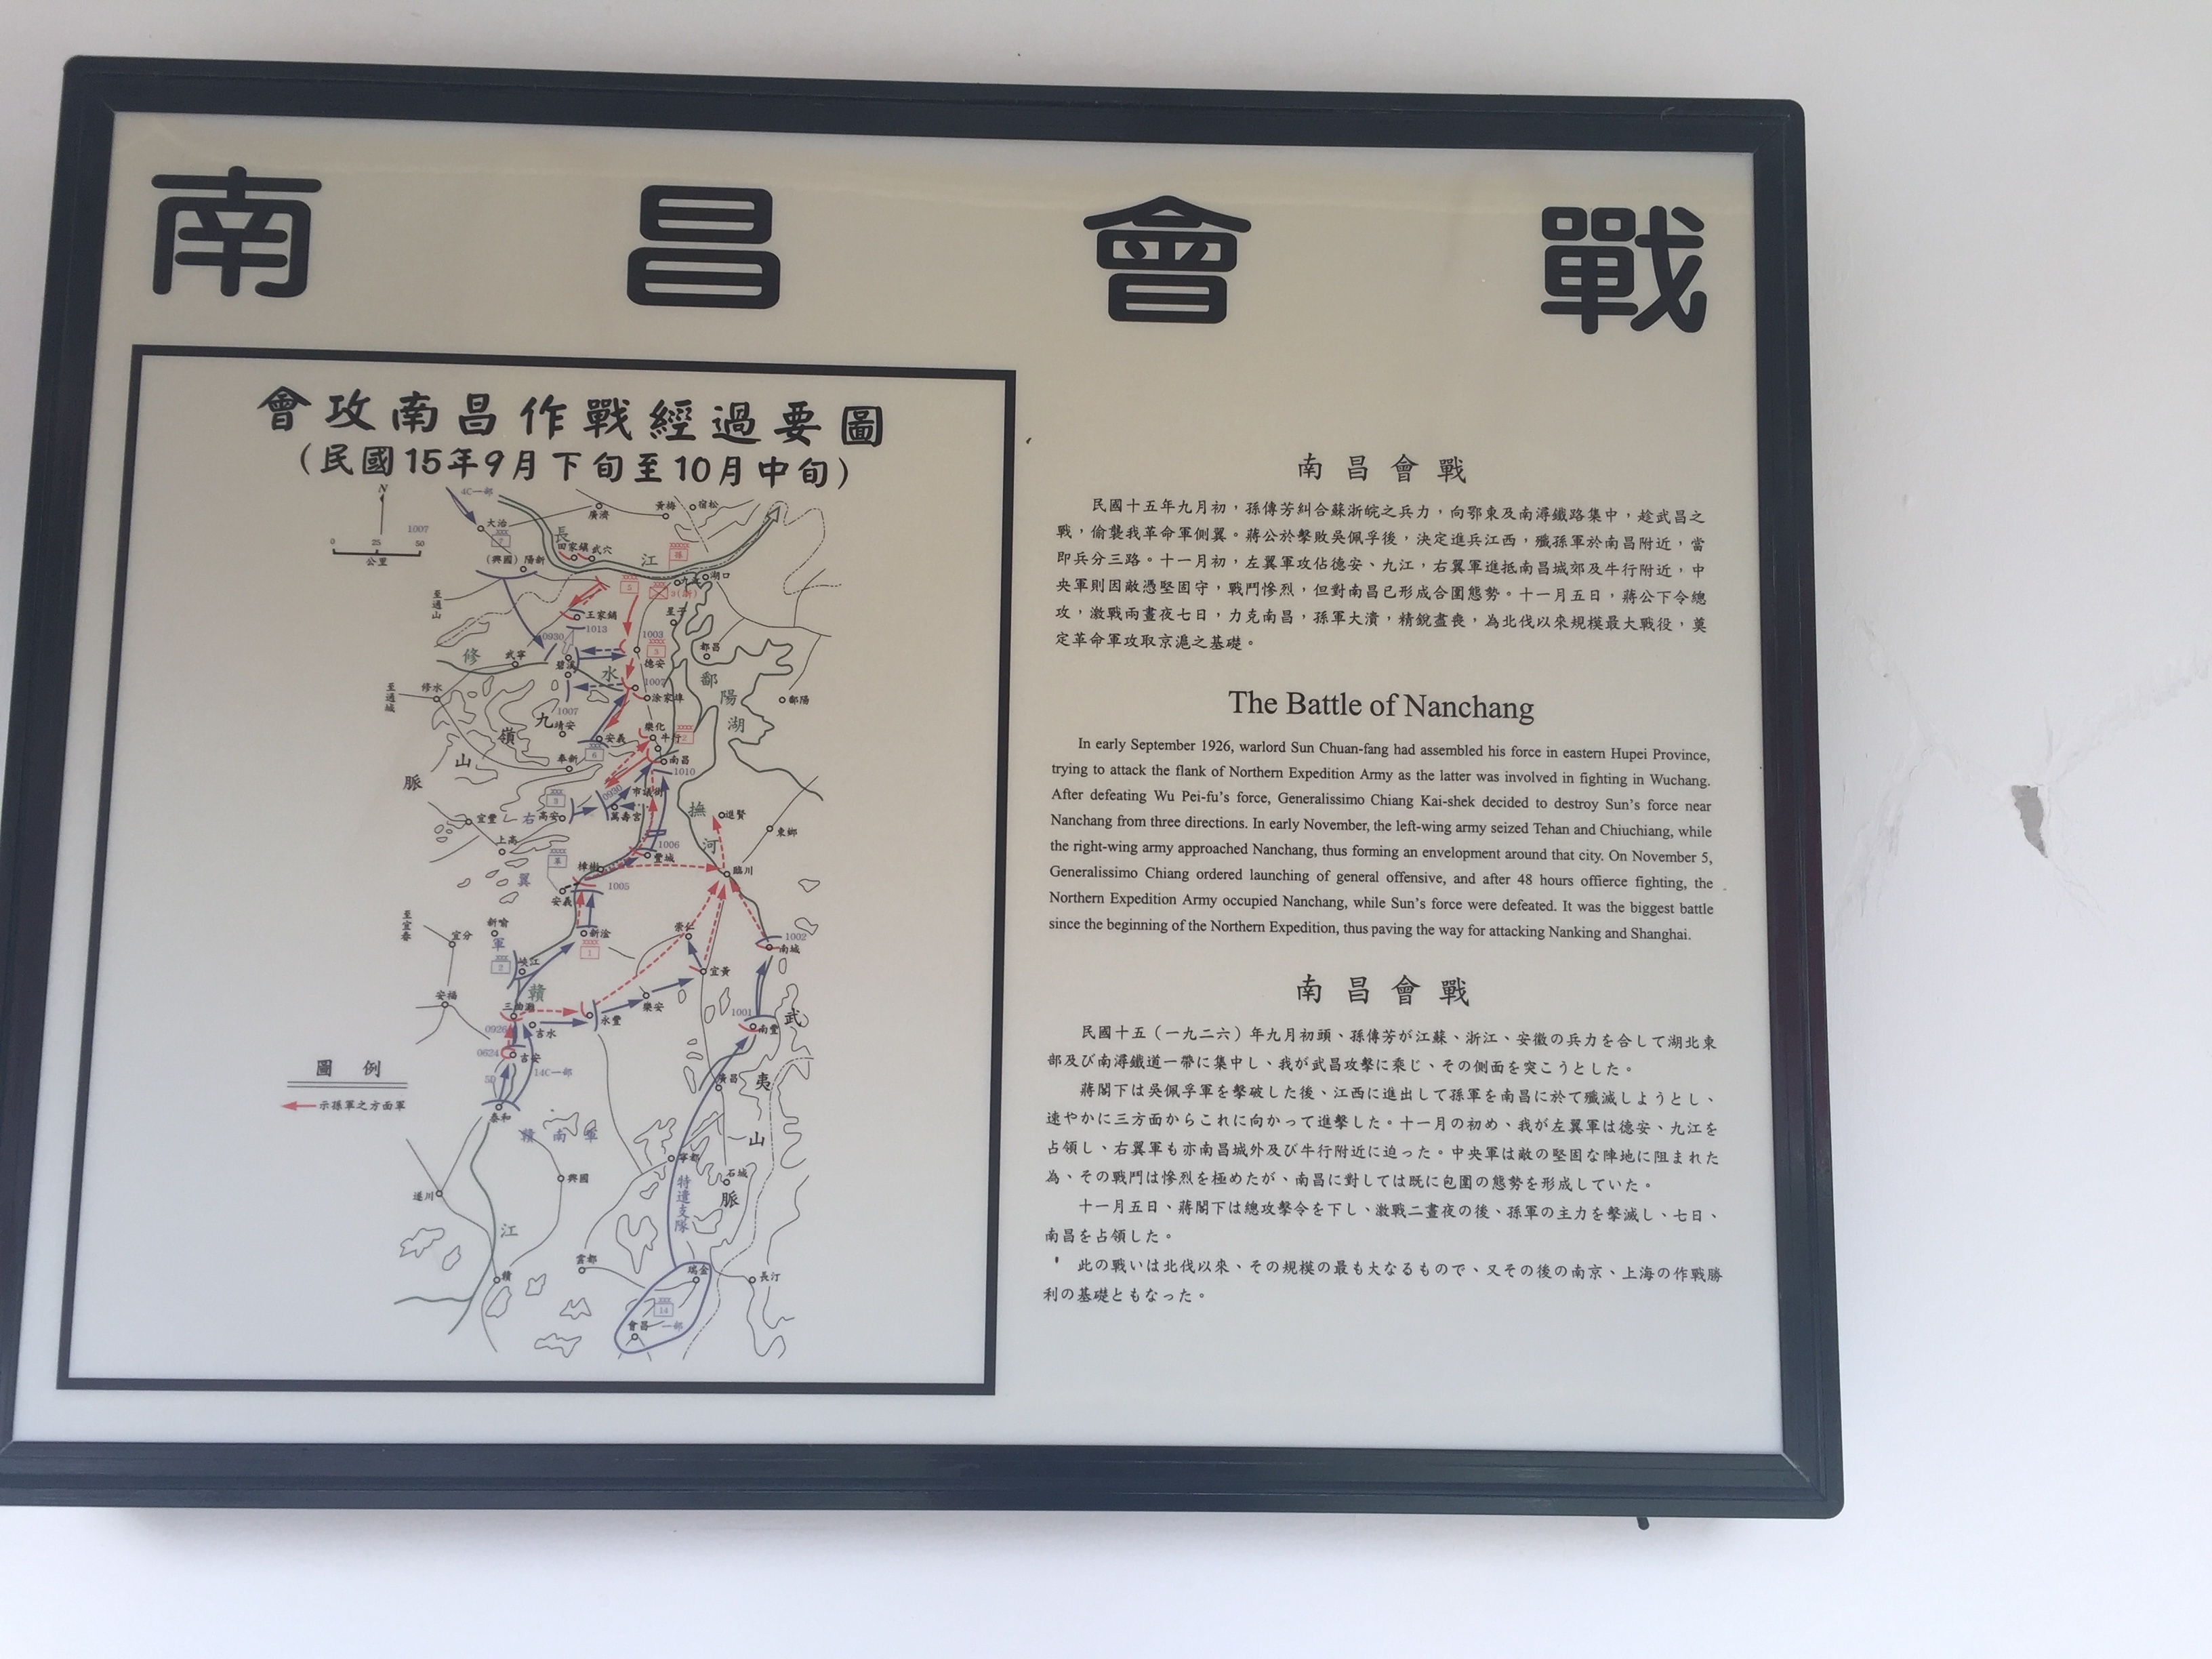 南昌會戰
會攻南昌作戰經過要圖
(民國15年9月下旬至10月中旬)
N
4C一部
1007
0 25 50
公里
大冶
廣濟
黃梅
宿松
長
田家鎮
武穴
江
孫
湖口
(興國)陽新
至通山
王家鋪
星子
0930
1013
1003
3
德安
都昌
修
武寧
水
1007
涂家埠
鄱
陽
湖
鄱陽
至通城
修水
1007
九
靖安
樂化
嶺
安義
6
山
奉新
南昌
1010
脈
0930
3
高安
萬壽宮
撫
進賢
宜豐
右
東鄉
上高
1006
豐城
河
樟樹
臨川
翼
1005
安義
至宜春
新喻
宜分
軍
新淦
1
崇仁
1002
南城
2
峽江
宜黃
贛
安福
樂安
永豐
吉水
1001
南豐
武
0926
0624
吉安
圖例
14C一部
5D
示孫軍之方面軍
泰和
廣昌
夷
贛南軍
山
寧都
石城
脈
興國
遂川
特遣支隊
江
雩都
瑞金
長汀
贛
14
會昌
一部
南昌會戰
民國十五年九月初，孫傳芳糾合蘇浙皖之兵力，向鄂東及南潯鐵路集中，趁武昌之
戰，偷襲我革命軍側翼。蔣公於擊敗吳佩孚後，決定進兵江西，殲孫軍於南昌附近，當
即兵分三路。十一月初，左翼軍攻佔德安、九江，右翼軍進抵南昌城郊及牛行附近，中
央軍則因敵憑堅固守，戰鬥慘烈，但對南昌已形成合圍態勢。十一月五日，蔣公下令總
攻，激戰兩晝夜七日，力克南昌，孫軍大潰，精銳盡喪，為北伐以來規模最大戰役，奠
定革命軍攻取京滬之基礎。
The Battle of Nanchang
In early September 1926, warlord Sun Chuan-fang had assembled his force in eastern Hupei Province,
trying to attack the flank of Northern Expedition Army as the latter was involved in fighting in Wuchang.
After defeating Wu Pei-fu's force, Generalissimo Chiang Kai-shek decided to destroy Sun's force near
Nanchang from three directions. In early November, the left-wing army seized Tehan and Chiuchiang, while
the right-wing army approached Nanchang, thus forming an envelopment around that city. On November 5,
Generalissimo Chiang ordered launching of general offensive, and after 48 hours offierce fighting, the
Northern Expedition Army occupied Nanchang, while Sun's force were defeated. It was the biggest battle
since the beginning of the Northern Expedition, thus paving the way for attacking Nanking and Shanghai.
南昌會戰
民國十五（一九二六）年九月初頭、孫傳芳が江蘇、浙江、安徽の兵力を合して湖北東
部及び南潯鐵道一帶に集中し、我が武昌攻擊に乘じ、その側面を突こうとした。
蔣閣下は吳佩孚軍を擊破した後、江西に進出して孫軍を南昌に於て殲滅しようとし、
速やかに三方面からこれに向かって進擊した。十一月の初め、我が左翼軍は德安、九江を
占領し、右翼軍も亦南昌城外及び牛行附近に迫った。中央軍は敵の堅固な陣地に阻まれた
為、その戰鬥は慘烈を極めたが、南昌に對しては既に包圍の態勢を形成していた。
十一月五日、蔣閣下は總攻擊令を下し、激戰二晝夜の後、孫軍の主力を擊滅し、七日、
南昌を占領した。
此の戰いは北伐以來、その規模の最も大なるもので、又その後の南京、上海の作戰勝
利の基礎ともなった。